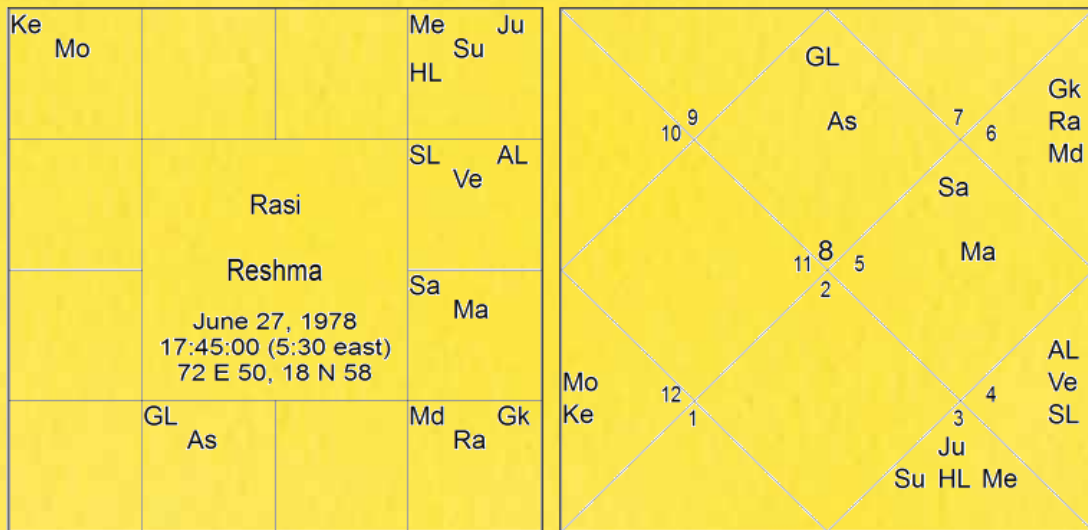 Ke
Mo
Me Ju
Su
HL
SL AL
Ve
Rasi
Reshma
June 27, 1978
17:45:00 (5:30 east)
72 E 50, 18 N 58
Sa
Ma
GL
As
Md Gk
Ra
GL
As
9
10
7
6
Gk
Ra
Md
Sa
Ma
8
11 5
2
Mo
Ke
12
1
AL
Ve
SL
4
3
Ju
Su HL Me